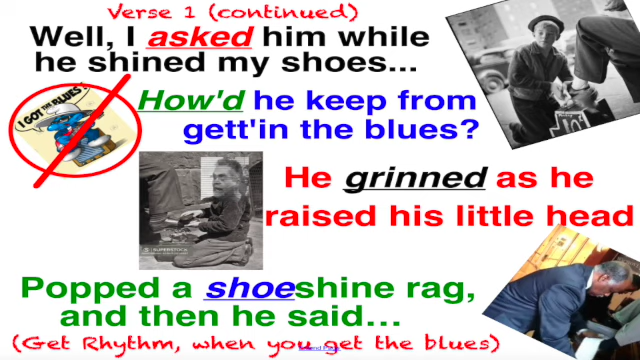 Verse 1 (continued)
Well, I asked him while
he shined my shoes...
I GOT THE BLUES
How'd he keep from
gett'in the blues?
10¢
He grinned as he
raised his little head
SUPERSTOCK
Popped a shoeshine rag,
and then he said...
(Get Rhythm, when you get the blues)